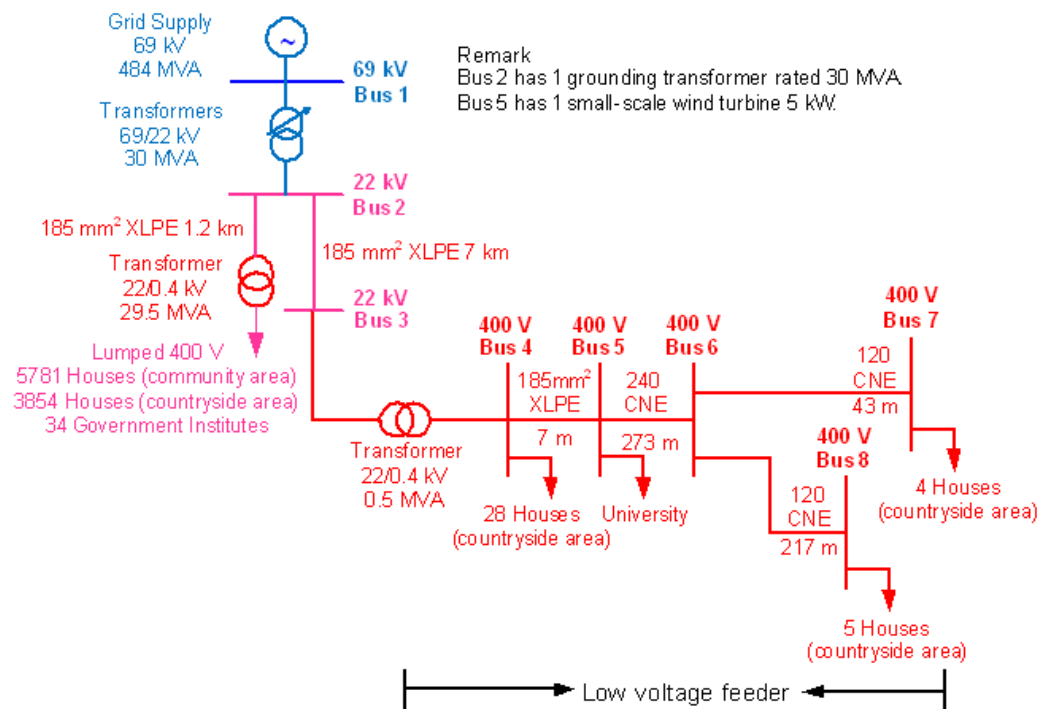 Grid Supply
69 kV
484 MVA
~
69 kV
Bus 1
Remark
Bus 2 has 1 grounding transformer rated 30 MVA.
Bus 5 has 1 small-scale wind turbine 5 kW.
Transformers
69/22 kV
30 MVA
22 kV
Bus 2
185 mm² XLPE 1.2 km
185 mm² XLPE 7 km
Transformer
22/0.4 kV
29.5 MVA
22 kV
Bus 3
Lumped 400 V
5781 Houses (community area)
3854 Houses (countryside area)
34 Government Institutes
Transformer
22/0.4 kV
0.5 MVA
400 V
Bus 4
400 V
Bus 5
400 V
Bus 6
400 V
Bus 7
185mm²
XLPE
7 m
240
CNE
273 m
120
CNE
43 m
400 V
Bus 8
120
CNE
217 m
28 Houses
(countryside area)
University
4 Houses
(countryside area)
5 Houses
(countryside area)
Low voltage feeder